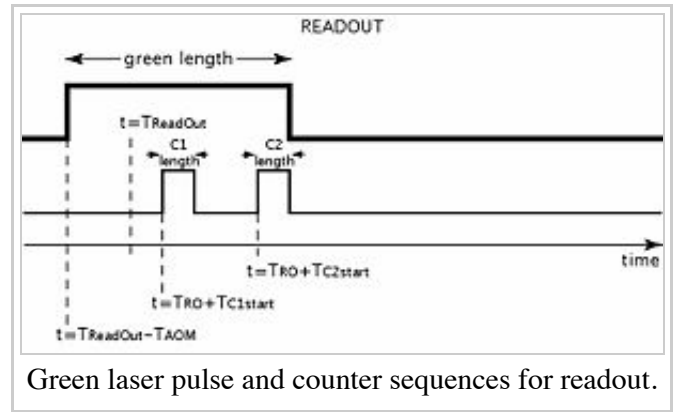 READOUT
green length
t=TReadOut
C1
length
C2
length
time
t=TRO+TC2start
t=TRO+TC1start
t=TReadOut-TAOM
Green laser pulse and counter sequences for readout.